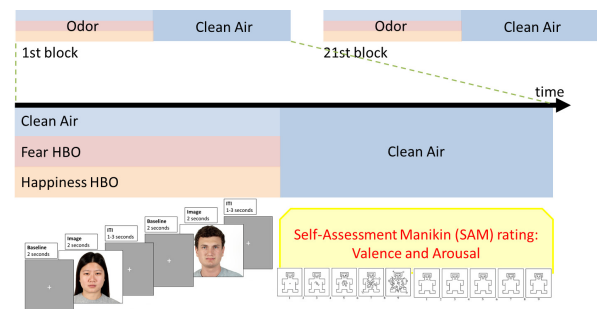 Odor
Clean Air
Odor
Clean Air
1st block
21st block
time
Clean Air
Fear HBO
Happiness HBO
Clean Air
Baseline
2 seconds
Image
2 seconds
ITI
1-3 seconds
Baseline
2 seconds
Image
2 seconds
ITI
1-3 seconds
Self-Assessment Manikin (SAM) rating:
Valence and Arousal